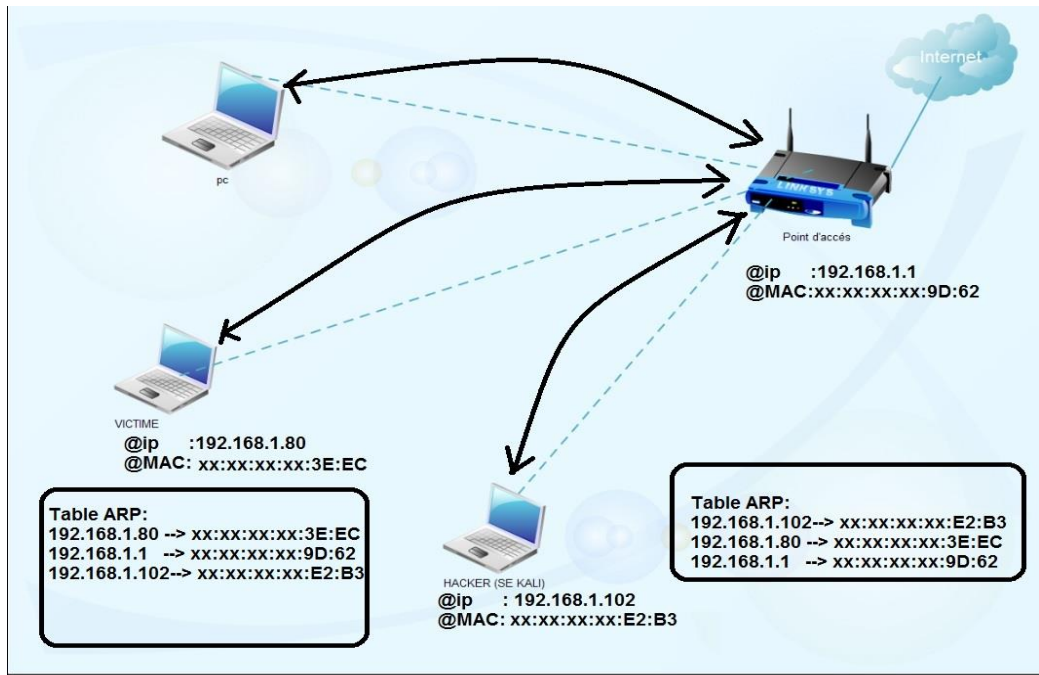 Internet
pc
LINKSYS
Point d'accés
@ip :192.168.1.1
@MAC:xx:xx:xx:xx:9D:62
VICTIME
@ip :192.168.1.80
@MAC: xx:xx:xx:xx:3E:EC
Table ARP:
192.168.1.80 --> xx:xx:xx:xx:3E:EC
192.168.1.1 --> xx:xx:xx:xx:9D:62
192.168.1.102--> xx:xx:xx:xx:E2:B3
HACKER (SE KALI)
@ip : 192.168.1.102
@MAC: xx:xx:xx:xx:E2:B3
Table ARP:
192.168.1.102--> xx:xx:xx:xx:E2:B3
192.168.1.80 --> xx:xx:xx:xx:3E:EC
192.168.1.1 --> xx:xx:xx:xx:9D:62